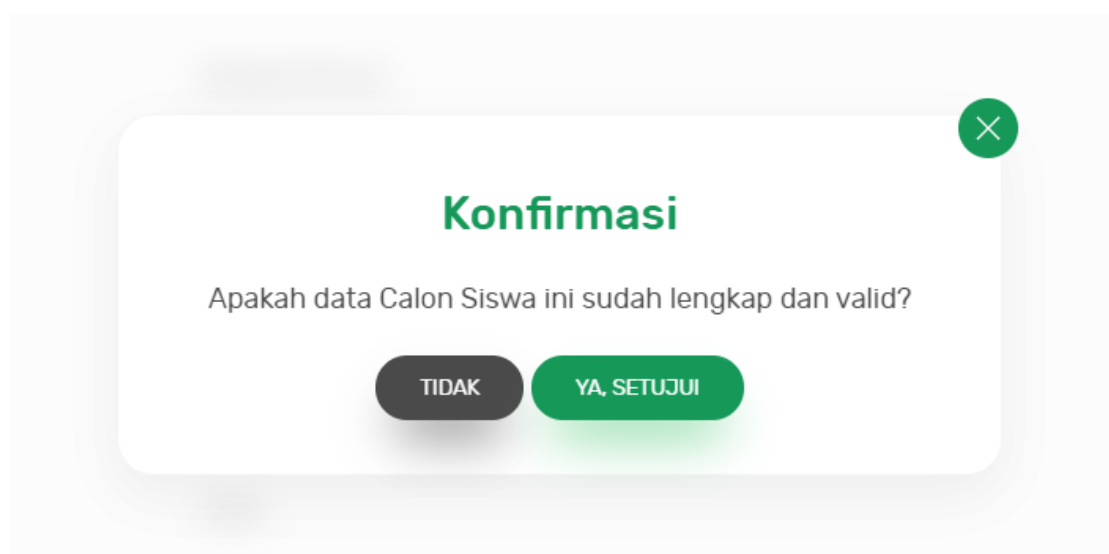 Konfirmasi
Apakah data Calon Siswa ini sudah lengkap dan valid?
TIDAK
YA, SETUJUI